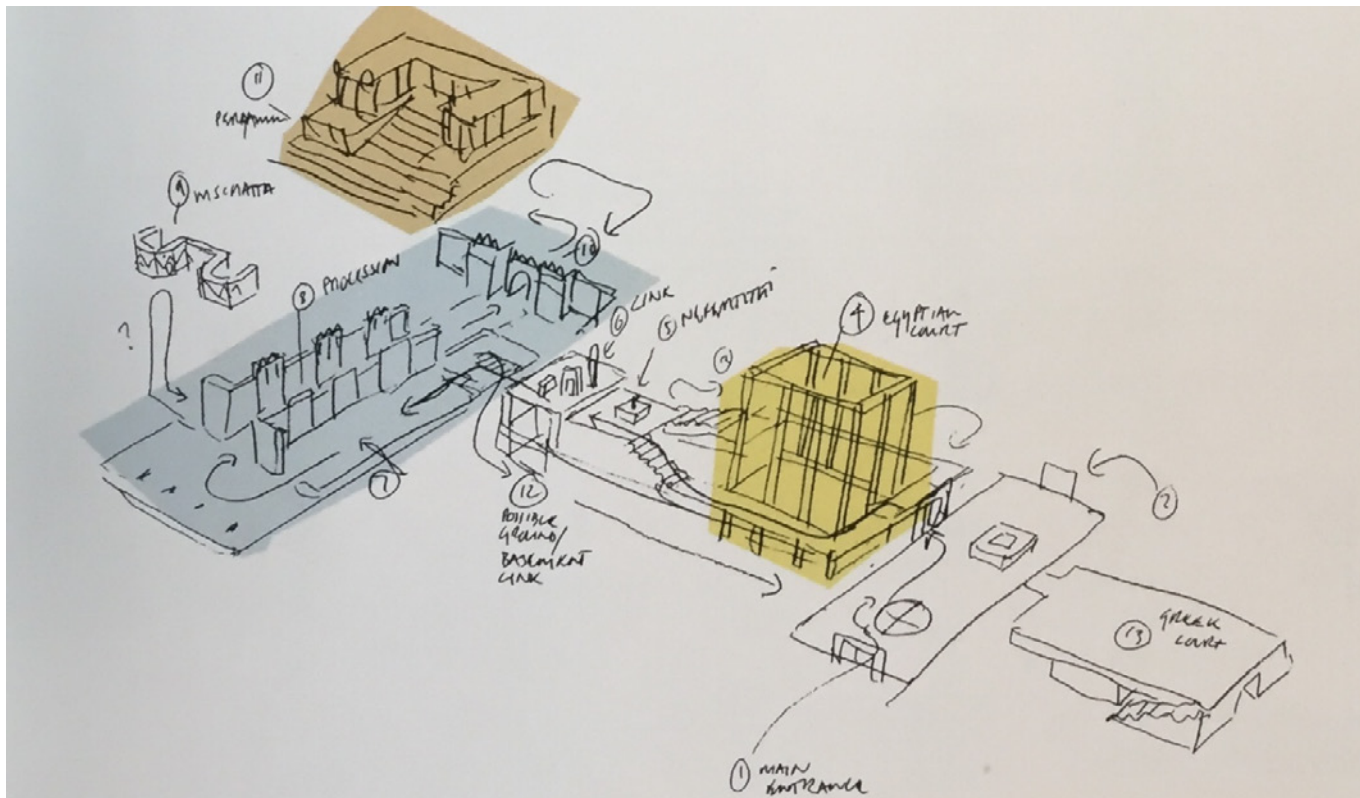 11
PERGAMUM
9 MSCHATTA
?
8 PROCESSION
10
6 LINK
5 NEFERTITI
3
4 EGYPTIAN
COURT
7
12
POSSIBLE
GROUND/
BASEMENT
LINK
2
13 GREEK
COURT
1 MAIN
ENTRANCE